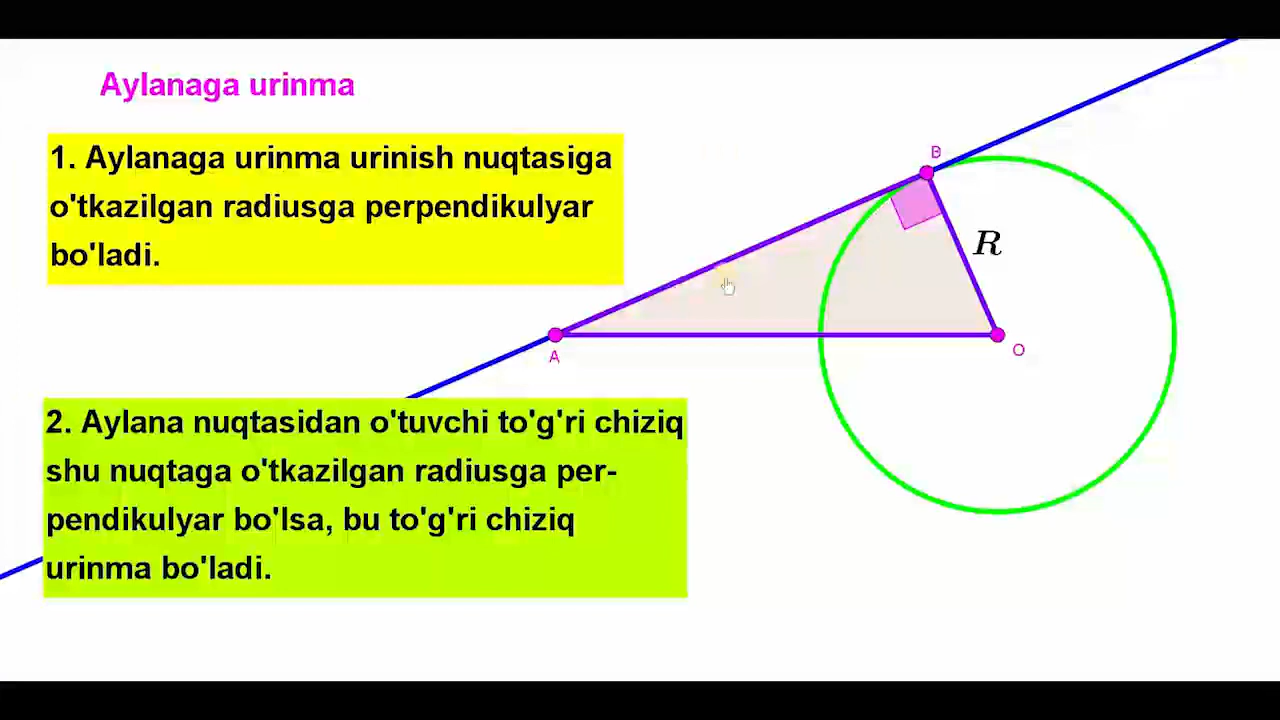 Aylanaga urinma
1. Aylanaga urinma urinish nuqtasiga
o'tkazilgan radiusga perpendikulyar
bo'ladi.
B
R
A
O
2. Aylana nuqtasidan o'tuvchi to'g'ri chiziq
shu nuqtaga o'tkazilgan radiusga per-
pendikulyar bo'lsa, bu to'g'ri chiziq
urinma bo'ladi.